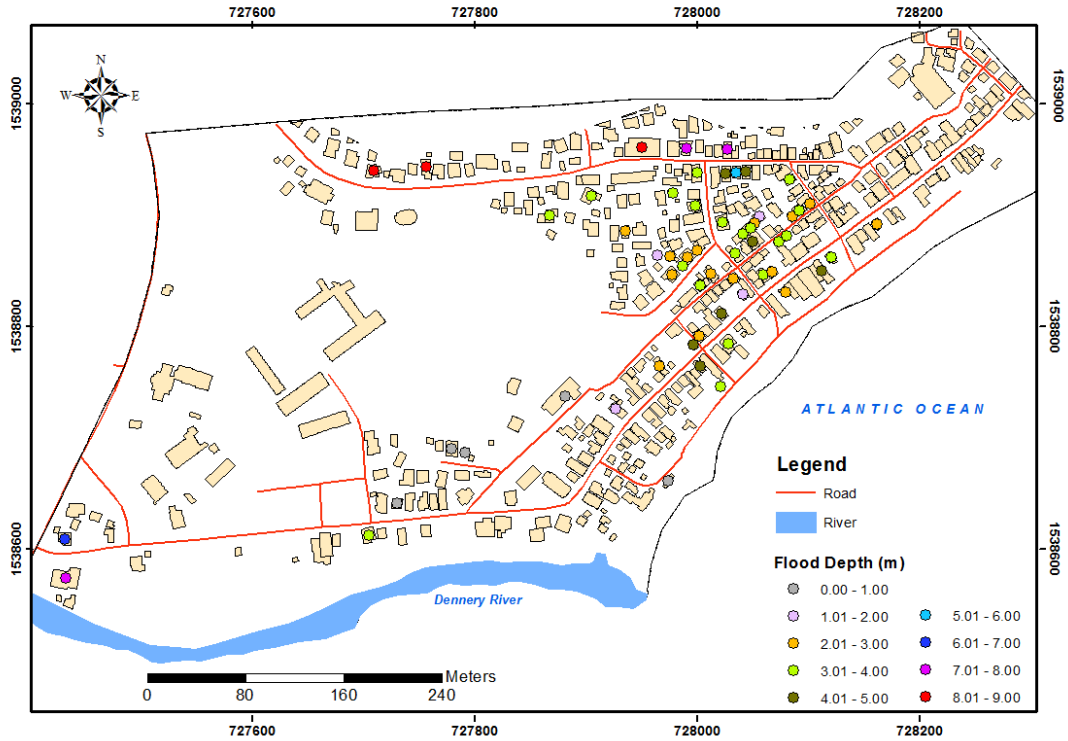 727600 727800 728000 728200
1539000
1539000
N
W E
S
1538800
1538800
ATLANTIC OCEAN
Legend
Road
River
1538600
1538600
Flood Depth (m)
0.00 - 1.00
1.01 - 2.00 5.01 - 6.00
2.01 - 3.00 6.01 - 7.00
3.01 - 4.00 7.01 - 8.00
4.01 - 5.00 8.01 - 9.00
Dennery River
Meters
0 80 160 240
727600 727800 728000 728200